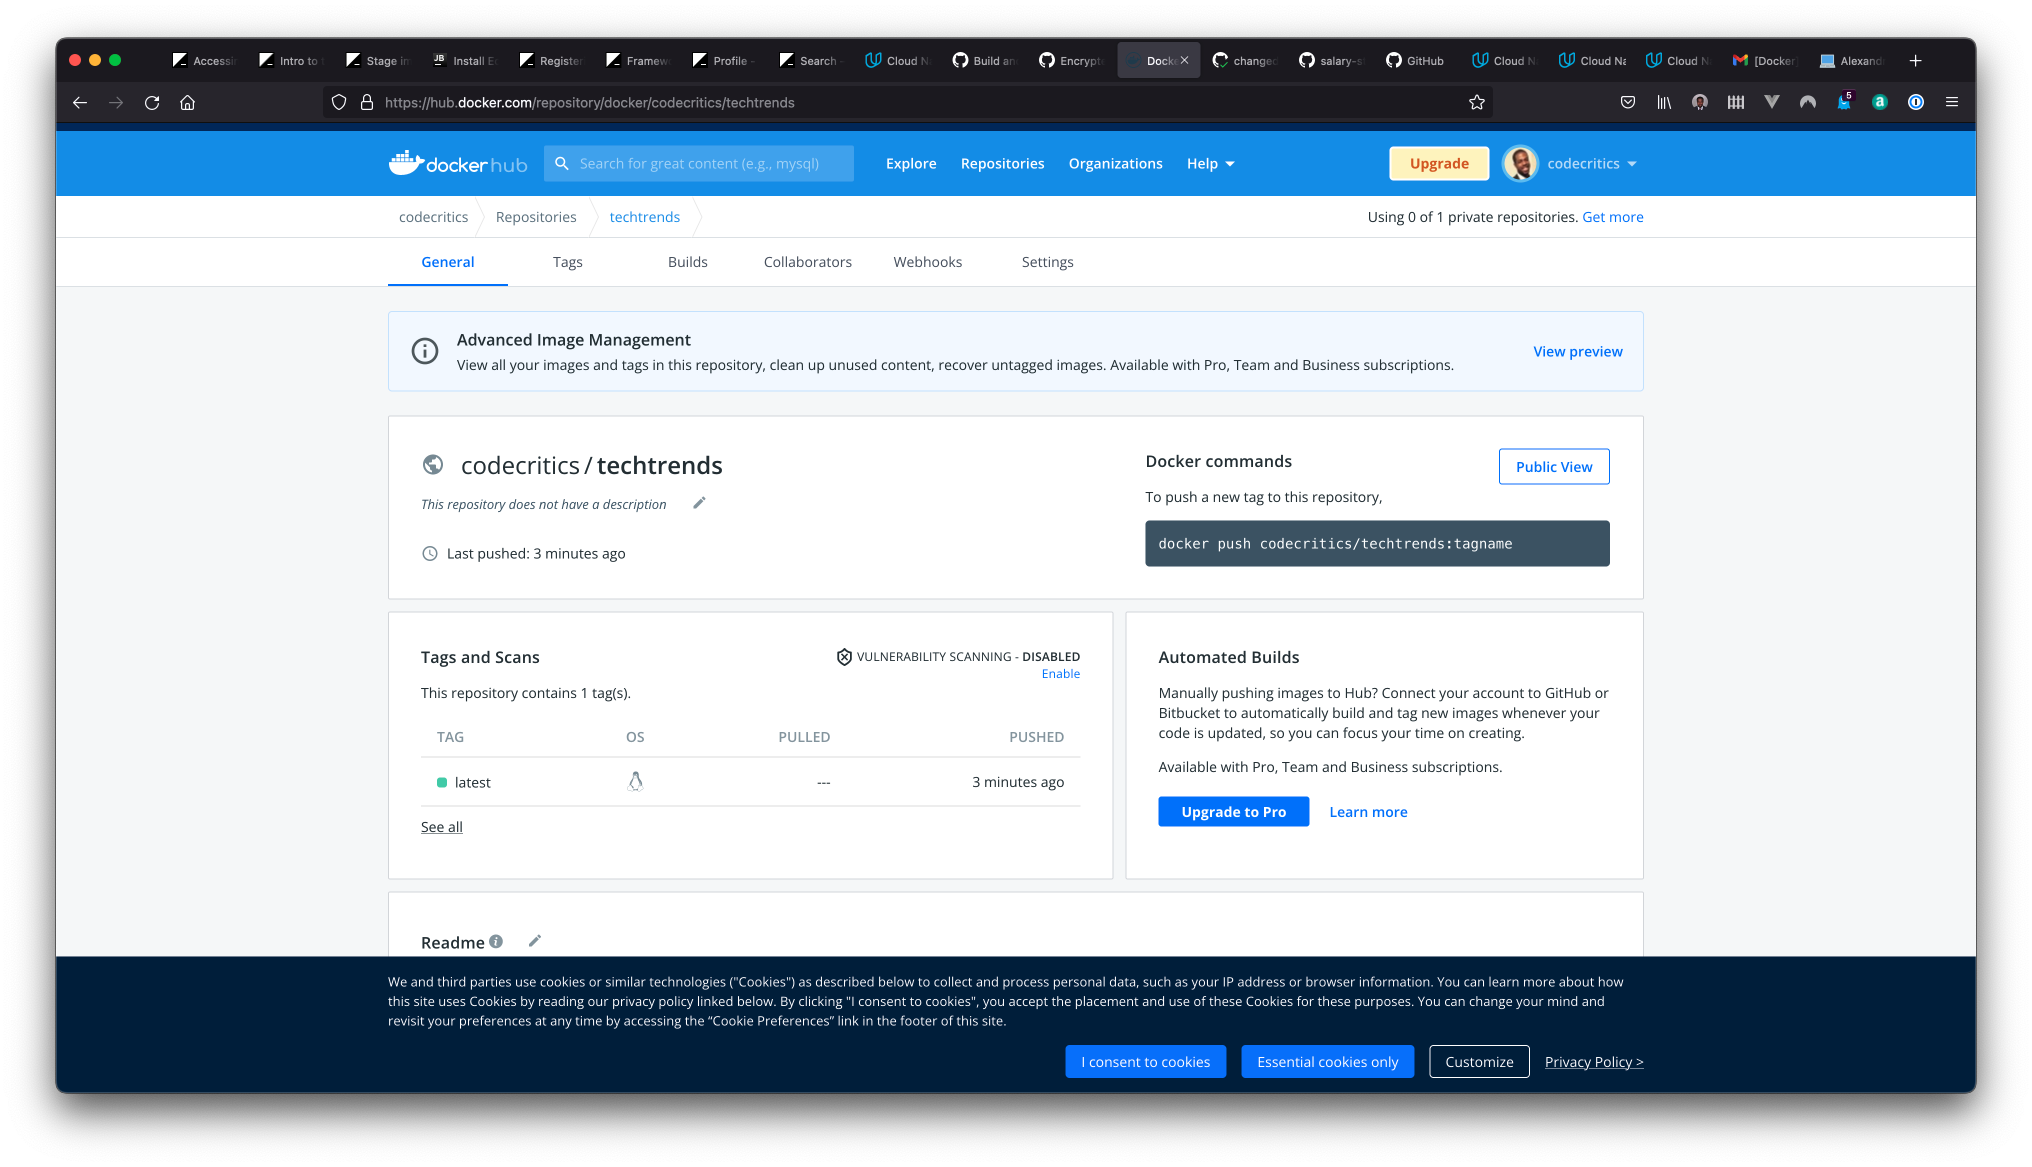 Accessi
Intro to
Stage i
Install E
Register
Framew
Profile -
Search -
Cloud N
Build an
Encrypt
Docke
change
salary-s
GitHub
Cloud N
Cloud Na
Cloud N
[Docker
Alexand
https://hub.docker.com/repository/docker/codecritics/techtrends
5
docker hub
Search for great content (e.g., mysql)
Explore
Repositories
Organizations
Help
Upgrade
codecritics
codecritics
Repositories
techtrends
Using 0 of 1 private repositories. Get more
General
Tags
Builds
Collaborators
Webhooks
Settings
Advanced Image Management
View all your images and tags in this repository, clean up unused content, recover untagged images. Available with Pro, Team and Business subscriptions.
View preview
codecritics / techtrends
This repository does not have a description
Last pushed: 3 minutes ago
Docker commands
Public View
To push a new tag to this repository,
docker push codecritics/techtrends:tagname
Tags and Scans
VULNERABILITY SCANNING - DISABLED
Enable
This repository contains 1 tag(s).
TAG OS PULLED PUSHED
latest --- 3 minutes ago
See all
Automated Builds
Manually pushing images to Hub? Connect your account to GitHub or
Bitbucket to automatically build and tag new images whenever your
code is updated, so you can focus your time on creating.
Available with Pro, Team and Business subscriptions.
Upgrade to Pro
Learn more
Readme
We and third parties use cookies or similar technologies ("Cookies") as described below to collect and process personal data, such as your IP address or browser information. You can learn more about how
this site uses Cookies by reading our privacy policy linked below. By clicking "I consent to cookies", you accept the placement and use of these Cookies for these purposes. You can change your mind and
revisit your preferences at any time by accessing the “Cookie Preferences” link in the footer of this site.
I consent to cookies
Essential cookies only
Customize
Privacy Policy >